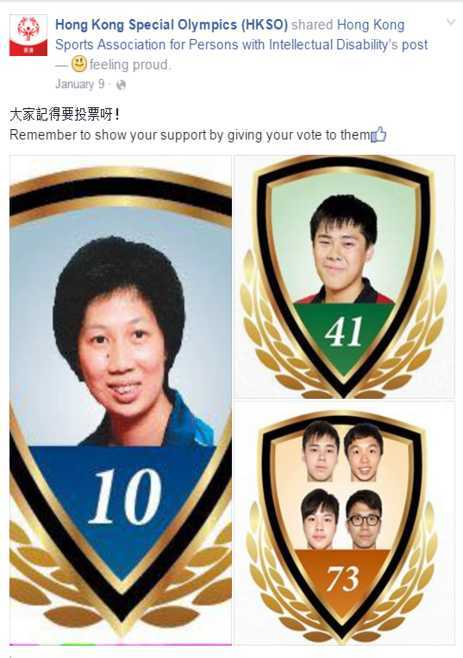 Hong Kong Special Olympics (HKSO) shared Hong Kong
Sports Association for Persons with Intellectual Disability's post
— feeling proud.
January 9 ·
大家記得要投票呀!
Remember to show your support by giving your vote to them
10
41
73